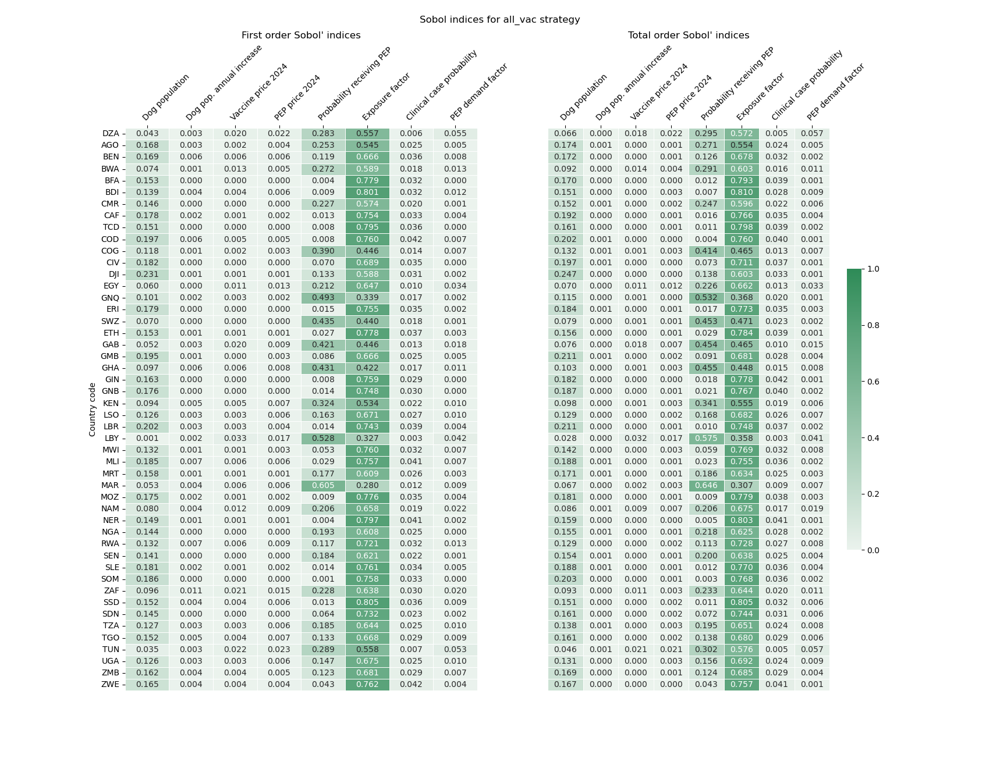 Sobol indices for all_vac strategy
First order Sobol' indices
Total order Sobol' indices
Dog population
Dog pop. annual increase
Vaccine price 2024
PEP price 2024
Probability receiving PEP
Exposure factor
Clinical case probability
PEP demand factor
Dog population
Dog pop. annual increase
Vaccine price 2024
PEP price 2024
Probability receiving PEP
Exposure factor
Clinical case probability
PEP demand factor
Country code
DZA 0.043 0.003 0.020 0.022 0.283 0.557 0.006 0.055 0.066 0.000 0.018 0.022 0.295 0.572 0.005 0.057
AGO 0.168 0.003 0.002 0.004 0.253 0.545 0.025 0.005 0.174 0.001 0.000 0.001 0.271 0.554 0.024 0.005
BEN 0.169 0.006 0.006 0.006 0.119 0.666 0.036 0.008 0.172 0.000 0.000 0.001 0.126 0.678 0.032 0.002
BWA 0.074 0.001 0.013 0.005 0.272 0.589 0.018 0.013 0.092 0.000 0.014 0.004 0.291 0.603 0.016 0.011
BFA 0.153 0.000 0.000 0.000 0.004 0.779 0.032 0.000 0.170 0.000 0.000 0.000 0.012 0.793 0.039 0.001
BDI 0.139 0.004 0.004 0.006 0.009 0.801 0.032 0.012 0.151 0.000 0.000 0.003 0.007 0.810 0.028 0.009
CMR 0.146 0.000 0.000 0.000 0.227 0.574 0.020 0.001 0.152 0.001 0.000 0.002 0.247 0.596 0.022 0.006
CAF 0.178 0.002 0.001 0.002 0.013 0.754 0.033 0.004 0.192 0.000 0.000 0.001 0.016 0.766 0.035 0.004
TCD 0.151 0.000 0.000 0.000 0.008 0.795 0.036 0.000 0.161 0.000 0.000 0.001 0.011 0.798 0.039 0.002
COD 0.197 0.006 0.005 0.005 0.008 0.760 0.042 0.007 0.202 0.001 0.000 0.000 0.004 0.760 0.040 0.001
COG 0.118 0.001 0.002 0.003 0.390 0.446 0.014 0.007 0.132 0.001 0.001 0.003 0.414 0.465 0.013 0.007
CIV 0.182 0.000 0.000 0.000 0.070 0.689 0.035 0.000 0.197 0.001 0.000 0.000 0.073 0.711 0.037 0.001
DJI 0.231 0.001 0.001 0.001 0.133 0.588 0.031 0.002 0.247 0.000 0.000 0.000 0.138 0.603 0.033 0.001
EGY 0.060 0.000 0.011 0.013 0.212 0.647 0.010 0.034 0.070 0.000 0.011 0.012 0.226 0.662 0.013 0.033
GNQ 0.101 0.002 0.003 0.002 0.493 0.339 0.017 0.002 0.115 0.000 0.001 0.000 0.532 0.368 0.020 0.001
ERI 0.179 0.000 0.000 0.000 0.015 0.755 0.035 0.002 0.184 0.001 0.000 0.001 0.017 0.773 0.035 0.003
SWZ 0.070 0.000 0.000 0.000 0.435 0.440 0.018 0.001 0.079 0.000 0.001 0.001 0.453 0.471 0.023 0.002
ETH 0.153 0.001 0.001 0.001 0.027 0.778 0.037 0.003 0.156 0.000 0.000 0.001 0.029 0.784 0.039 0.001
GAB 0.052 0.003 0.020 0.009 0.421 0.446 0.013 0.018 0.076 0.000 0.018 0.007 0.454 0.465 0.010 0.015
GMB 0.195 0.001 0.000 0.003 0.086 0.666 0.025 0.005 0.211 0.001 0.000 0.002 0.091 0.681 0.028 0.004
GHA 0.097 0.006 0.006 0.008 0.431 0.422 0.017 0.011 0.103 0.000 0.001 0.003 0.455 0.448 0.015 0.008
GIN 0.163 0.000 0.000 0.000 0.008 0.759 0.029 0.000 0.182 0.000 0.000 0.000 0.018 0.778 0.042 0.001
GNB 0.176 0.000 0.000 0.000 0.014 0.748 0.030 0.000 0.187 0.000 0.000 0.001 0.021 0.767 0.040 0.002
KEN 0.094 0.005 0.005 0.007 0.324 0.534 0.022 0.010 0.098 0.000 0.001 0.003 0.341 0.555 0.019 0.006
LSO 0.126 0.003 0.003 0.006 0.163 0.671 0.027 0.010 0.129 0.000 0.000 0.002 0.168 0.682 0.026 0.007
LBR 0.202 0.003 0.003 0.004 0.014 0.743 0.039 0.004 0.211 0.000 0.000 0.001 0.010 0.748 0.037 0.002
LBY 0.001 0.002 0.033 0.017 0.528 0.327 0.003 0.042 0.028 0.000 0.032 0.017 0.575 0.358 0.003 0.041
MWI 0.132 0.001 0.001 0.003 0.053 0.760 0.032 0.007 0.142 0.000 0.000 0.003 0.059 0.769 0.032 0.008
MLI 0.185 0.007 0.006 0.006 0.029 0.757 0.041 0.007 0.188 0.001 0.000 0.001 0.023 0.755 0.036 0.002
MRT 0.158 0.001 0.001 0.001 0.177 0.609 0.026 0.003 0.171 0.001 0.000 0.001 0.186 0.634 0.025 0.003
MAR 0.053 0.004 0.006 0.006 0.605 0.280 0.012 0.009 0.067 0.000 0.002 0.003 0.646 0.307 0.009 0.007
MOZ 0.175 0.002 0.001 0.002 0.009 0.776 0.035 0.004 0.181 0.000 0.000 0.001 0.009 0.779 0.038 0.003
NAM 0.080 0.004 0.012 0.009 0.206 0.658 0.019 0.022 0.086 0.001 0.009 0.007 0.206 0.675 0.017 0.019
NER 0.149 0.001 0.001 0.001 0.004 0.797 0.041 0.002 0.159 0.000 0.000 0.000 0.005 0.803 0.041 0.001
NGA 0.144 0.000 0.000 0.000 0.193 0.608 0.025 0.000 0.155 0.001 0.000 0.001 0.218 0.625 0.028 0.002
RWA 0.132 0.007 0.006 0.009 0.117 0.721 0.032 0.013 0.129 0.000 0.000 0.002 0.113 0.728 0.027 0.008
SEN 0.141 0.000 0.000 0.000 0.184 0.621 0.022 0.001 0.154 0.001 0.000 0.001 0.200 0.638 0.025 0.004
SLE 0.181 0.002 0.001 0.002 0.014 0.761 0.034 0.005 0.188 0.001 0.000 0.001 0.012 0.770 0.036 0.004
SOM 0.186 0.000 0.000 0.000 0.001 0.758 0.033 0.000 0.203 0.000 0.000 0.001 0.003 0.768 0.036 0.002
ZAF 0.096 0.011 0.021 0.015 0.228 0.638 0.030 0.020 0.093 0.000 0.011 0.003 0.233 0.644 0.020 0.011
SSD 0.152 0.004 0.004 0.006 0.013 0.805 0.036 0.009 0.151 0.000 0.000 0.002 0.011 0.805 0.032 0.006
SDN 0.145 0.000 0.000 0.000 0.064 0.732 0.023 0.002 0.161 0.000 0.000 0.002 0.072 0.744 0.031 0.006
TZA 0.127 0.003 0.003 0.006 0.185 0.644 0.025 0.010 0.138 0.001 0.000 0.003 0.195 0.651 0.024 0.008
TGO 0.152 0.005 0.004 0.007 0.133 0.668 0.029 0.009 0.161 0.000 0.000 0.002 0.138 0.680 0.029 0.006
TUN 0.035 0.003 0.022 0.023 0.289 0.558 0.007 0.053 0.046 0.001 0.021 0.021 0.302 0.576 0.005 0.057
UGA 0.126 0.003 0.003 0.006 0.147 0.675 0.025 0.010 0.131 0.000 0.000 0.003 0.156 0.692 0.024 0.009
ZMB 0.162 0.004 0.004 0.005 0.123 0.681 0.029 0.007 0.169 0.000 0.000 0.001 0.124 0.685 0.029 0.004
ZWE 0.165 0.004 0.004 0.004 0.043 0.762 0.042 0.004 0.167 0.000 0.000 0.000 0.043 0.757 0.041 0.001
1.0
0.8
0.6
0.4
0.2
0.0